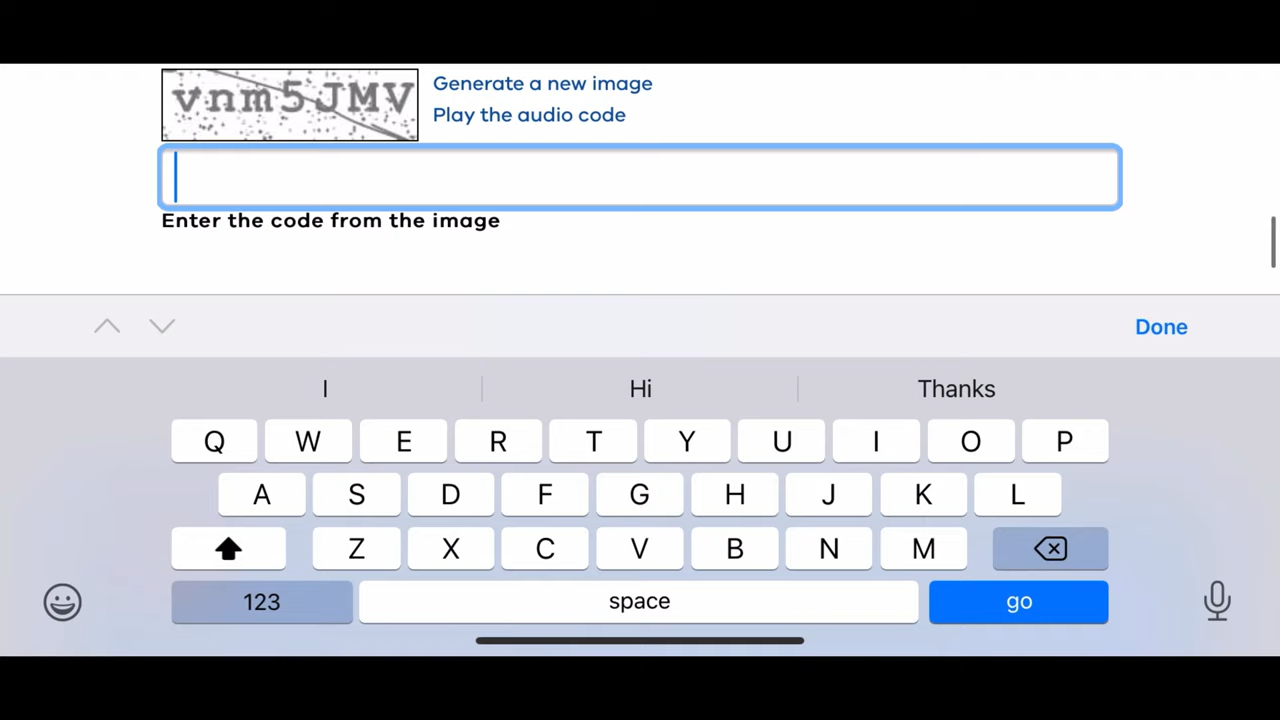 vnm5JMV
Generate a new image
Play the audio code
Enter the code from the image
Done
I Hi Thanks
Q W E R T Y U I O P
A S D F G H J K L
Z X C V B N M
123 space go